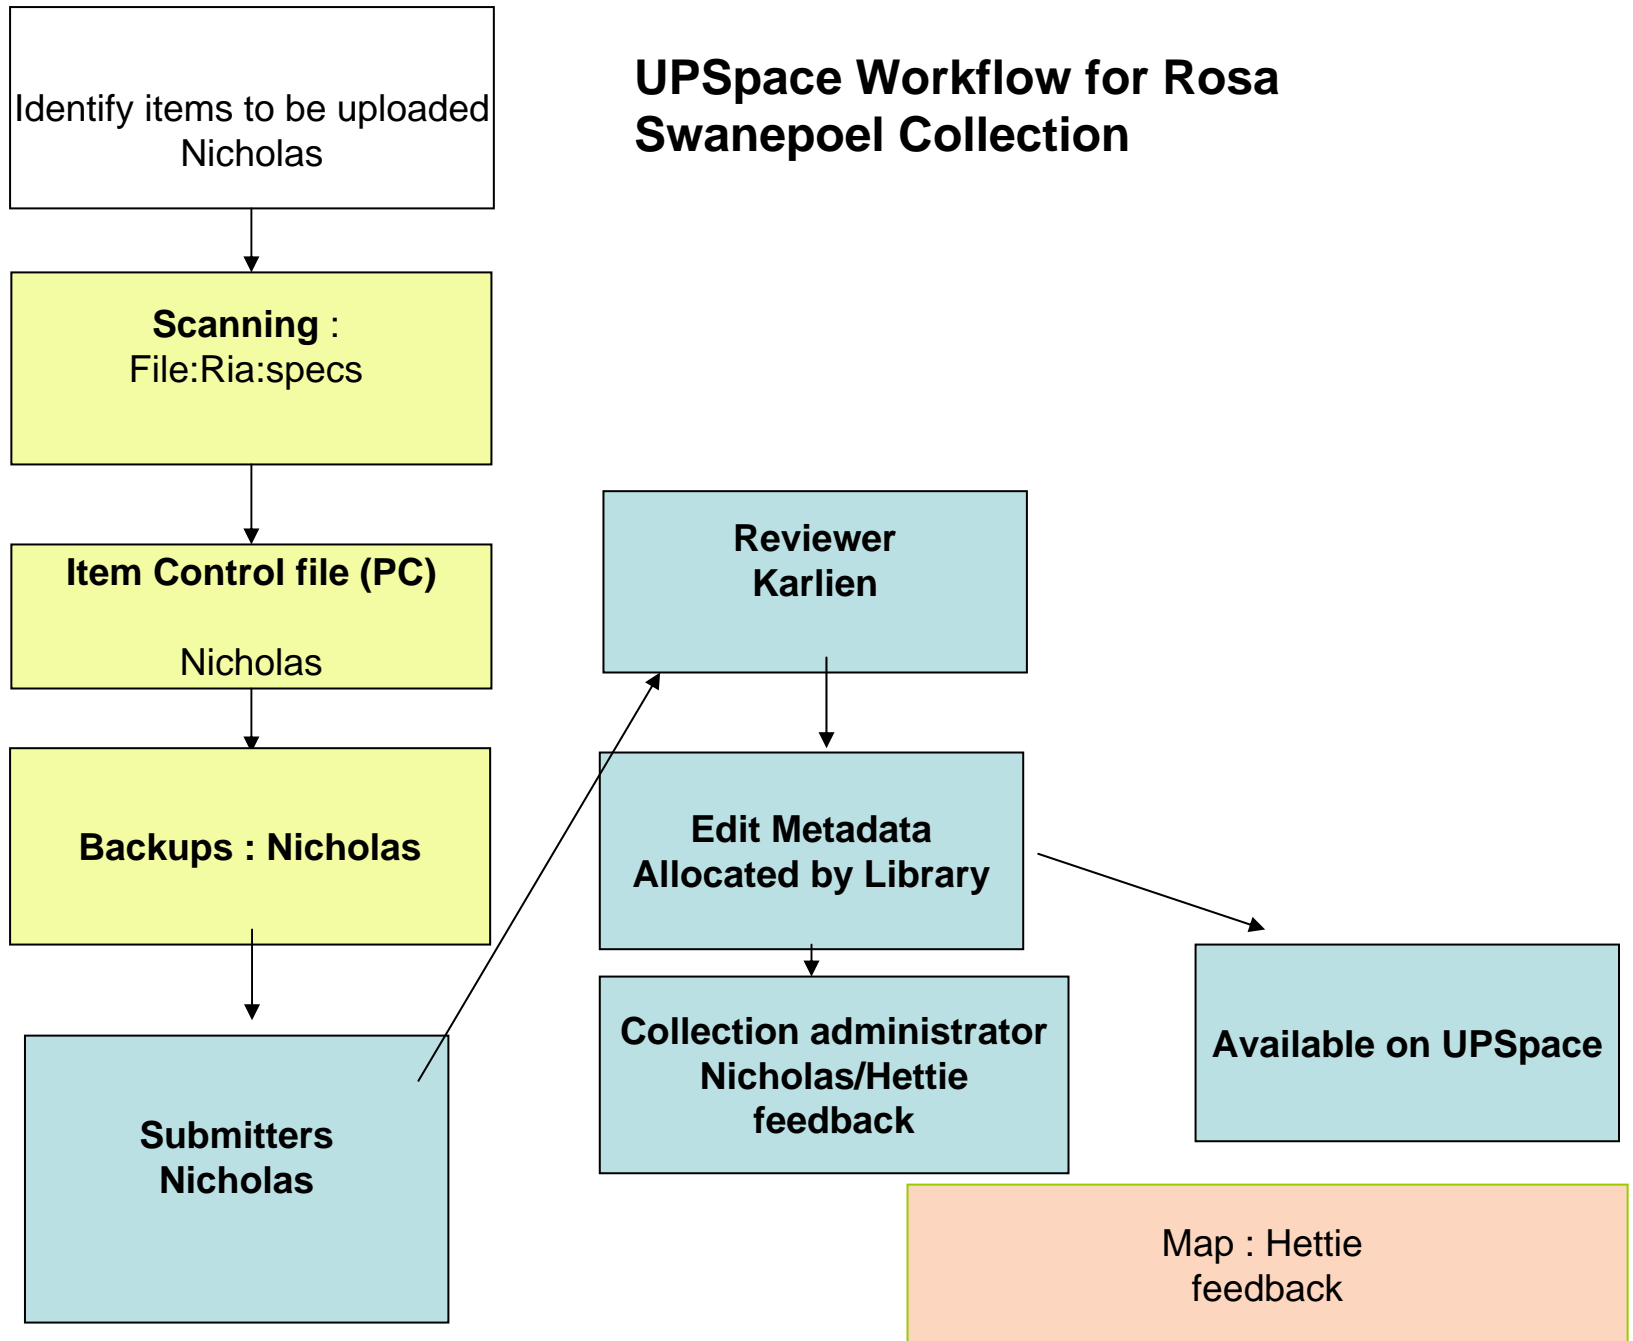 UPSpace Workflow for Rosa
Swanepoel Collection
Identify items to be uploaded
Nicholas
Scanning :
File:Ria:specs
Item Control file (PC)
Nicholas
Backups : Nicholas
Submitters
Nicholas
Reviewer
Karlien
Edit Metadata
Allocated by Library
Collection administrator
Nicholas/Hettie
feedback
Available on UPSpace
Map : Hettie
feedback